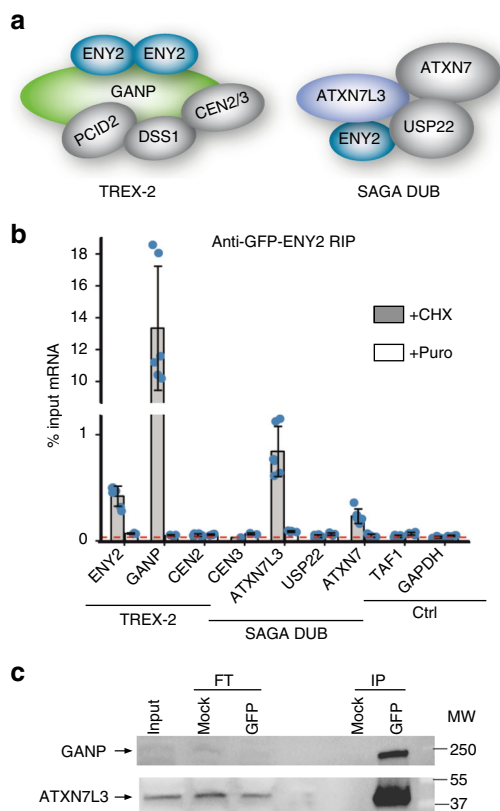 a
ENY2 ENY2
GANP
PCID2
DSS1
CEN2/3
TREX-2
ATXN7
ATXN7L3
USP22
ENY2
SAGA DUB
b
Anti-GFP-ENY2 RIP
% input mRNA
18
16
14
12
10
1
0
+CHX
+Puro
ENY2
GANP
CEN2
CEN3
ATXN7L3
USP22
ATXN7
TAF1
GAPDH
TREX-2
SAGA DUB
Ctrl
c
FT
IP
Input
Mock
GFP
Mock
GFP
MW
GANP
250
ATXN7L3
55
37